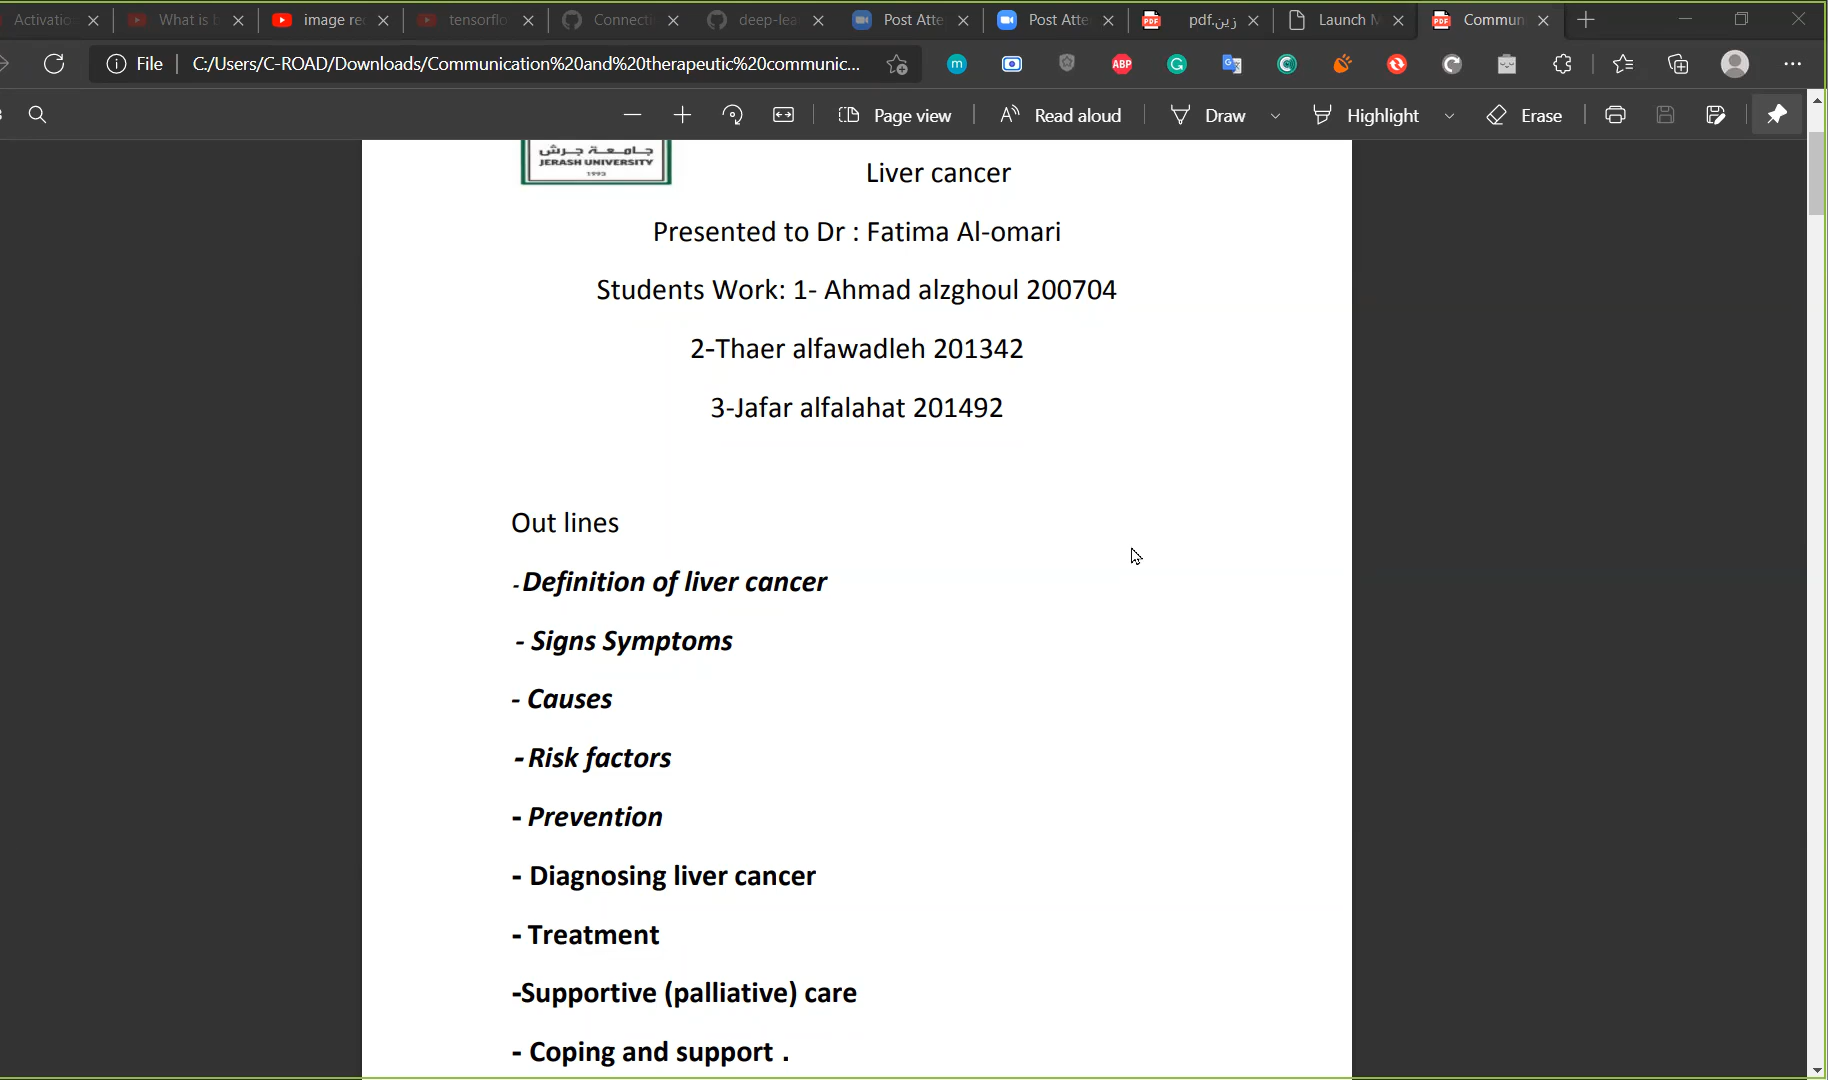 Activatio
What is b
image re
tensorflo
Connecti
deep-lea
Post Atte
Post Atte
زين.pdf
Launch M
Commun
File
C:/Users/C-ROAD/Downloads/Communication%20and%20therapeutic%20communic...
ABP
Page view
Read aloud
Draw
Highlight
Erase
جامعة جرش
JERASH UNIVERSITY
1993
Liver cancer
Presented to Dr : Fatima Al-omari
Students Work: 1- Ahmad alzghoul 200704
2-Thaer alfawadleh 201342
3-Jafar alfalahat 201492
Out lines
-Definition of liver cancer
- Signs Symptoms
- Causes
-Risk factors
- Prevention
- Diagnosing liver cancer
- Treatment
-Supportive (palliative) care
- Coping and support .